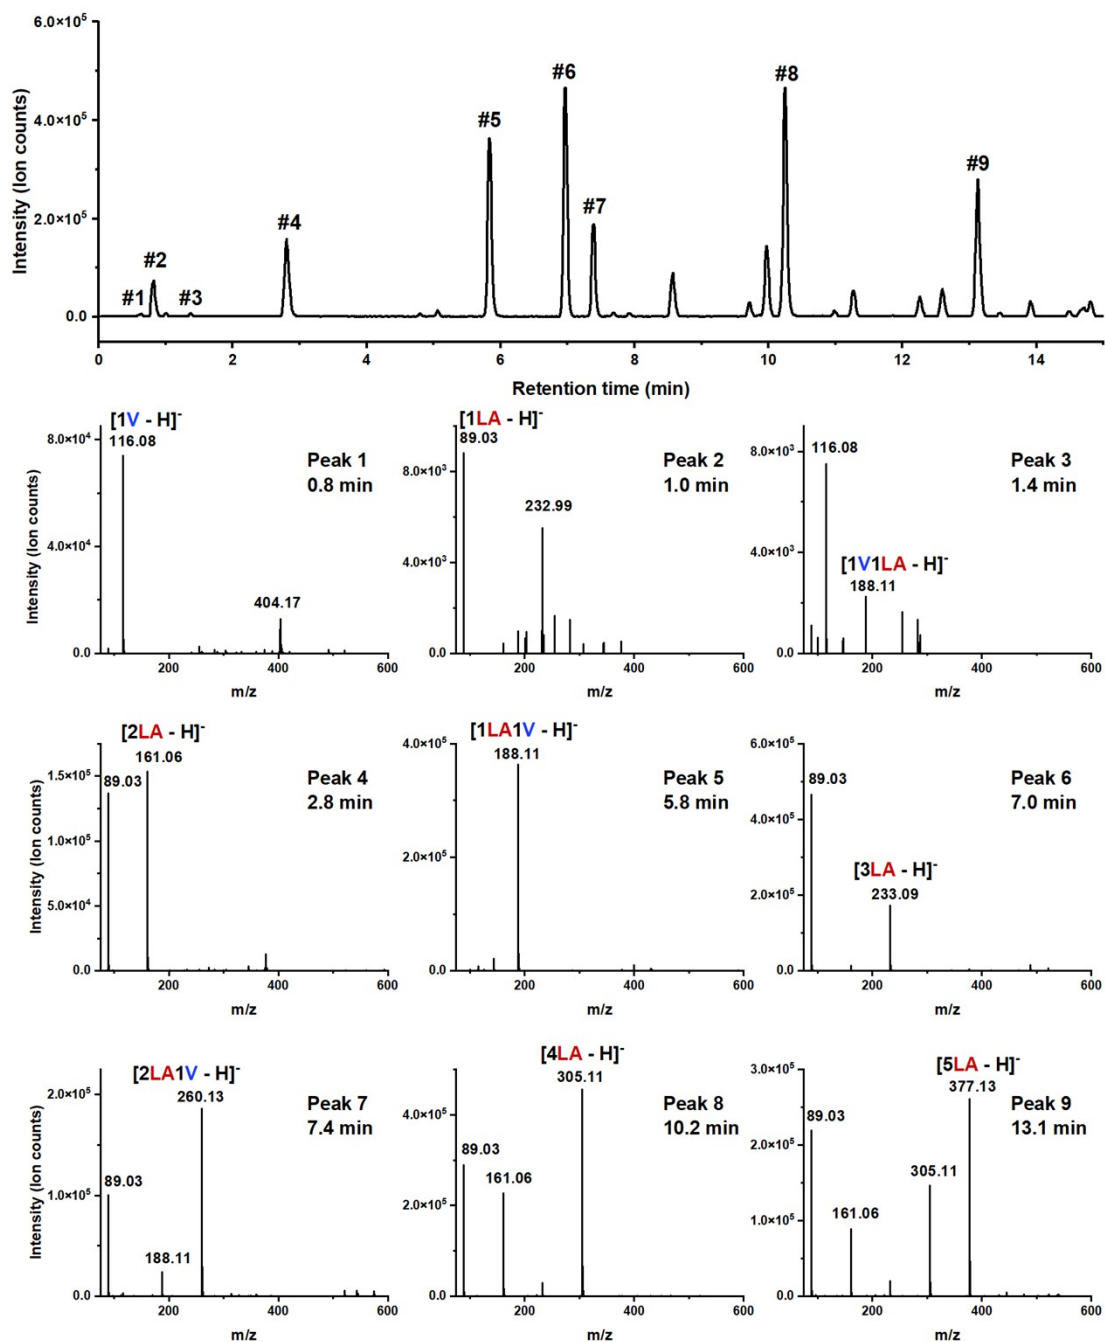 6.0×10⁵
4.0×10⁵
2.0×10⁵
0.0
Intensity (Ion counts)
#1
#2
#3
#4
#5
#6
#7
#8
#9
0 2 4 6 8 10 12 14
Retention time (min)
[1V - H]⁻
116.08
8.0×10⁴
4.0×10⁴
0.0
404.17
Peak 1
0.8 min
200 400 600
m/z
Intensity (Ion counts)
[1LA - H]⁻
89.03
8.0×10³
4.0×10³
0.0
232.99
Peak 2
1.0 min
200 400 600
m/z
116.08
8.0×10³
4.0×10³
0.0
[1V1LA - H]⁻
188.11
Peak 3
1.4 min
200 400 600
m/z
[2LA - H]⁻
161.06
89.03
1.5×10⁵
1.0×10⁵
5.0×10⁴
0.0
Peak 4
2.8 min
200 400 600
m/z
Intensity (Ion counts)
[1LA1V - H]⁻
188.11
4.0×10⁵
2.0×10⁵
0.0
Peak 5
5.8 min
200 400 600
m/z
6.0×10⁵
4.0×10⁵
2.0×10⁵
0.0
89.03
[3LA - H]⁻
233.09
Peak 6
7.0 min
200 400 600
m/z
[2LA1V - H]⁻
260.13
2.0×10⁵
1.0×10⁵
0.0
89.03
188.11
Peak 7
7.4 min
200 400 600
m/z
Intensity (Ion counts)
[4LA - H]⁻
305.11
4.0×10⁵
2.0×10⁵
0.0
89.03
161.06
Peak 8
10.2 min
200 400 600
m/z
[5LA - H]⁻
377.13
3.0×10⁵
2.0×10⁵
1.0×10⁵
0.0
89.03
161.06
305.11
Peak 9
13.1 min
200 400 600
m/z